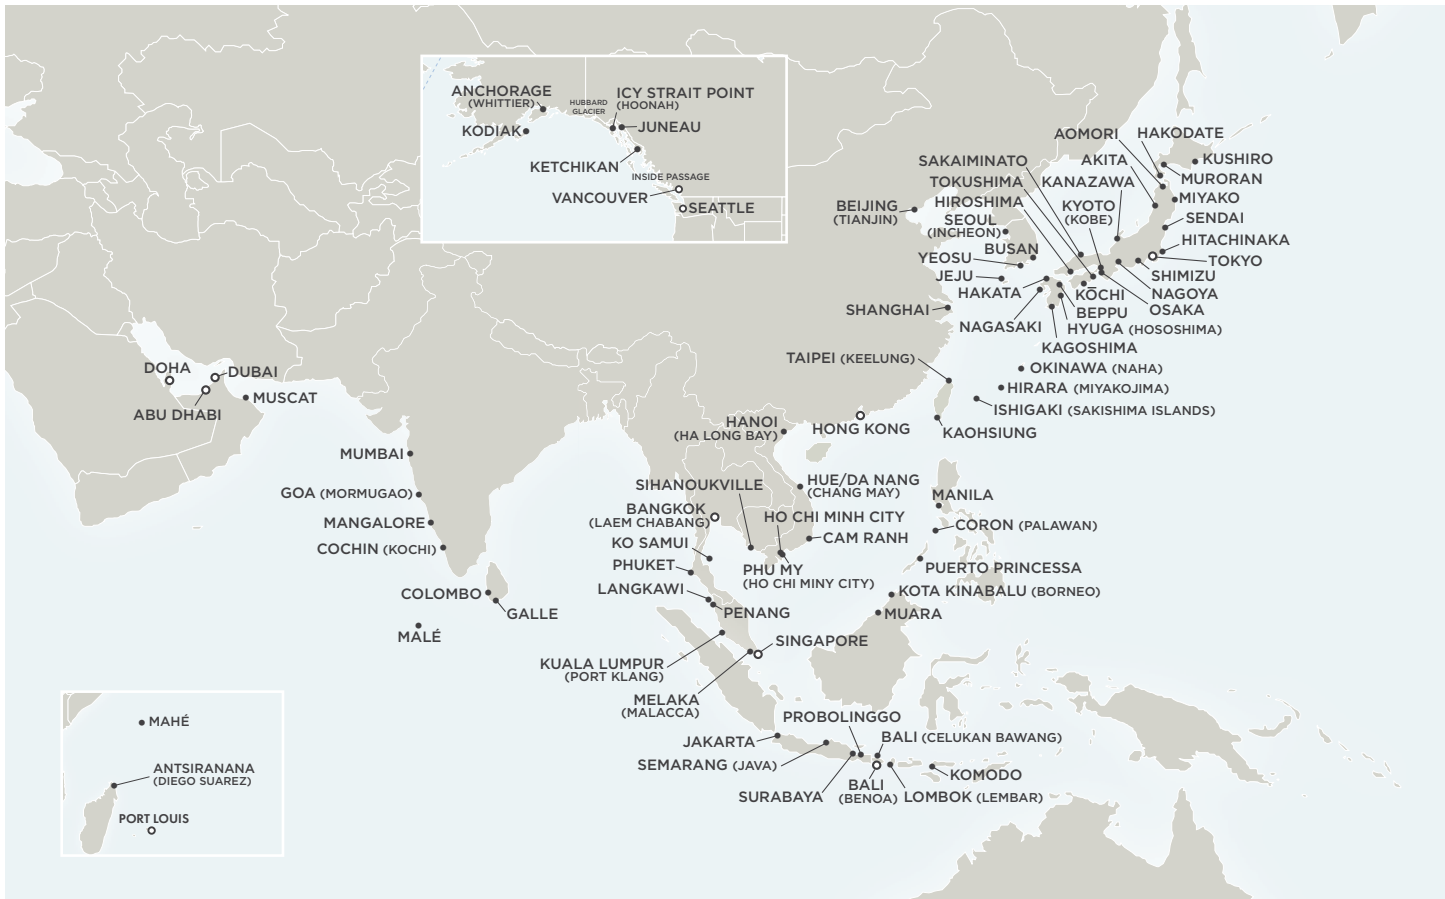 ANCHORAGE
(WHITTIER)
HUBBARD
GLACIER
ICY STRAIT POINT
(HOONAH)
KODIAK
JUNEAU
KETCHIKAN
INSIDE PASSAGE
VANCOUVER
SEATTLE
AOMORI
HAKODATE
SAKAIMINATO
AKITA
KUSHIRO
TOKUSHIMA
KANAZAWA
MURORAN
BEIJING
(TIANJIN)
HIROSHIMA
KYOTO
(KOBE)
MIYAKO
SEOUL
(INCHEON)
SENDAI
BUSAN
HITACHINAKA
YEOSU
TOKYO
JEJU
SHIMIZU
HAKATA
KŌCHI
NAGOYA
SHANGHAI
BEPPU
OSAKA
NAGASAKI
HYUGA (HOSOSHIMA)
KAGOSHIMA
TAIPEI (KEELUNG)
OKINAWA (NAHA)
HIRARA (MIYAKOJIMA)
ISHIGAKI (SAKISHIMA ISLANDS)
DOHA
DUBAI
MUSCAT
ABU DHABI
HANOI
(HA LONG BAY)
HONG KONG
KAOHSIUNG
MUMBAI
GOA (MORMUGAO)
MANGALORE
COCHIN (KOCHI)
SIHANOUKVILLE
HUE/DA NANG
(CHANG MAY)
MANILA
BANGKOK
(LAEM CHABANG)
HO CHI MINH CITY
CORON (PALAWAN)
KO SAMUI
CAM RANH
PHUKET
PHU MY
(HO CHI MINY CITY)
PUERTO PRINCESSA
LANGKAWI
KOTA KINABALU (BORNEO)
COLOMBO
GALLE
PENANG
MUARA
MALÉ
SINGAPORE
KUALA LUMPUR
(PORT KLANG)
MELAKA
(MALACCA)
PROBOLINGGO
JAKARTA
BALI (CELUKAN BAWANG)
SEMARANG (JAVA)
KOMODO
SURABAYA
BALI
(BENOA)
LOMBOK (LEMBAR)
MAHÉ
ANTSIRANANA
(DIEGO SUAREZ)
PORT LOUIS